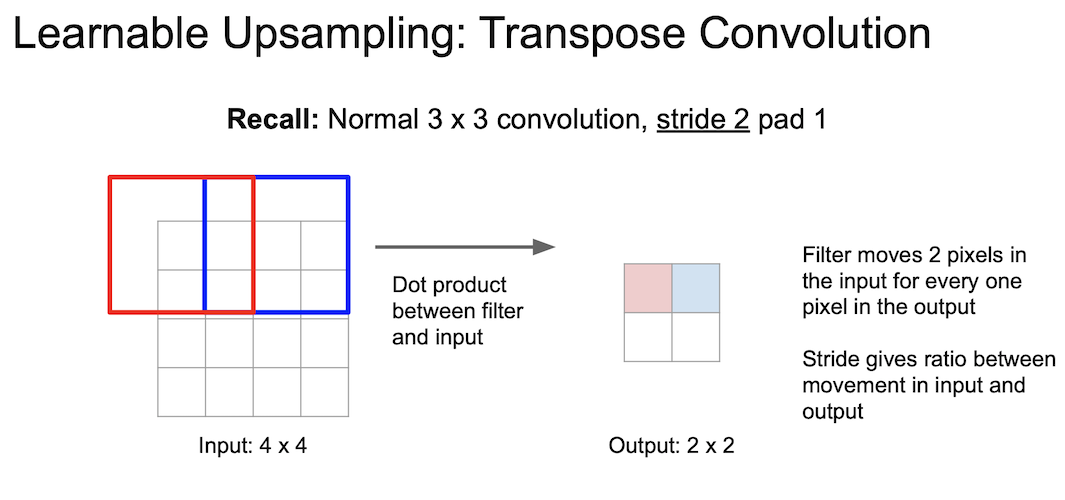 Learnable Upsampling: Transpose Convolution
Recall: Normal 3 x 3 convolution, stride 2 pad 1
Dot product
between filter
and input
Filter moves 2 pixels in
the input for every one
pixel in the output
Stride gives ratio between
movement in input and
output
Input: 4 x 4
Output: 2 x 2